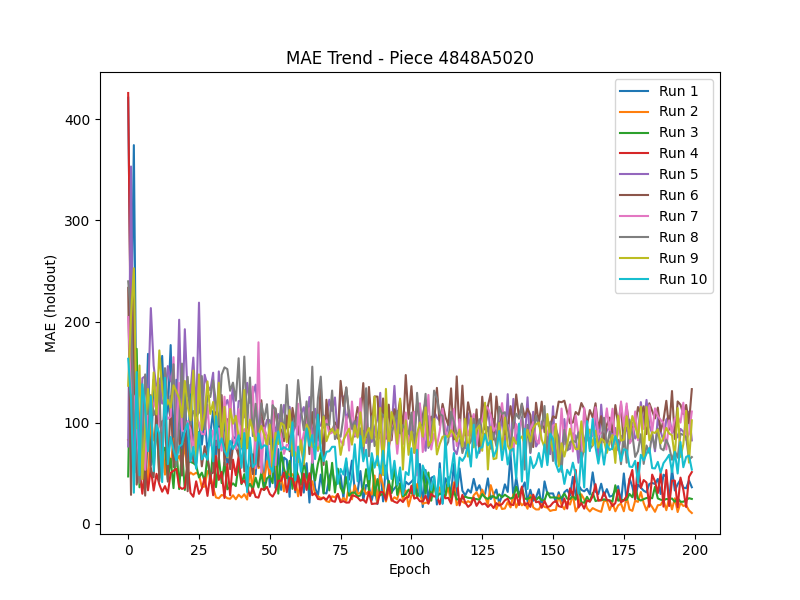 MAE Trend - Piece 4848A5020
MAE (holdout)
400
300
200
100
0
0 25 50 75 100 125 150 175 200
Epoch
Run 1
Run 2
Run 3
Run 4
Run 5
Run 6
Run 7
Run 8
Run 9
Run 10